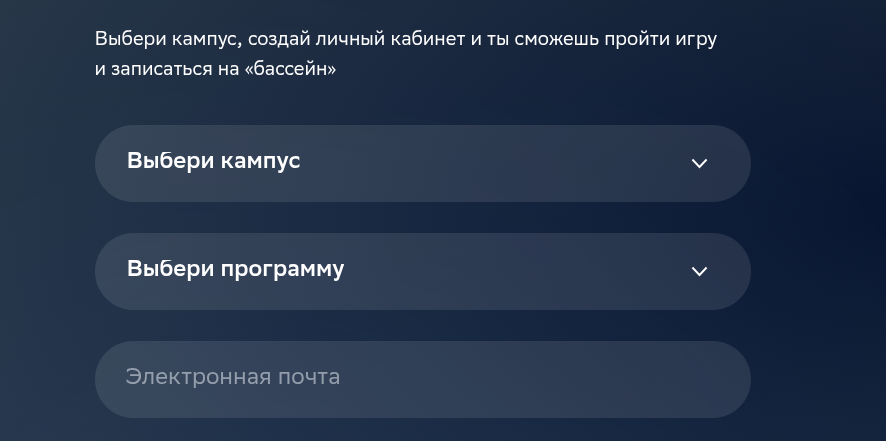 Выбери кампус, создай личный кабинет и ты сможешь пройти игру
и записаться на «бассейн»
Выбери кампус
Выбери программу
Электронная почта